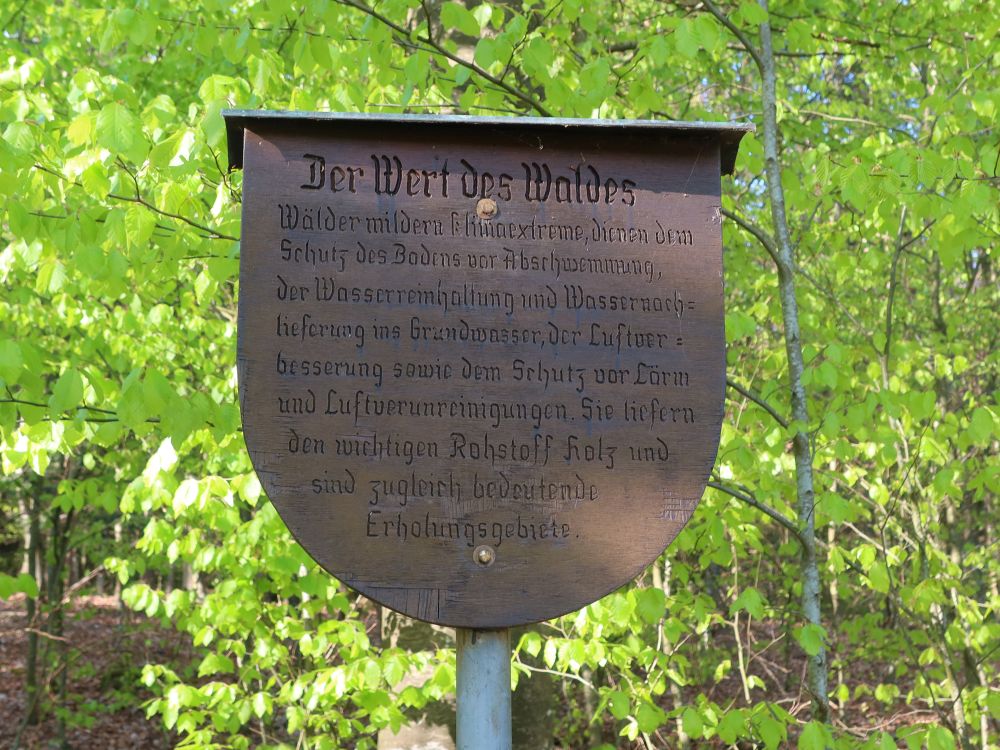 Der Wert des Waldes
Wälder mildern Klimaextreme, dienen dem
Schutz des Bodens vor Abschwemmung,
der Wasserreinhaltung und Wassernach=
lieferung ins Grundwasser, der Luftver=
besserung sowie dem Schutz vor Lärm
und Luftverunreinigungen. Sie liefern
den wichtigen Rohstoff Holz und
sind zugleich bedeutende
Erholungsgebiete.